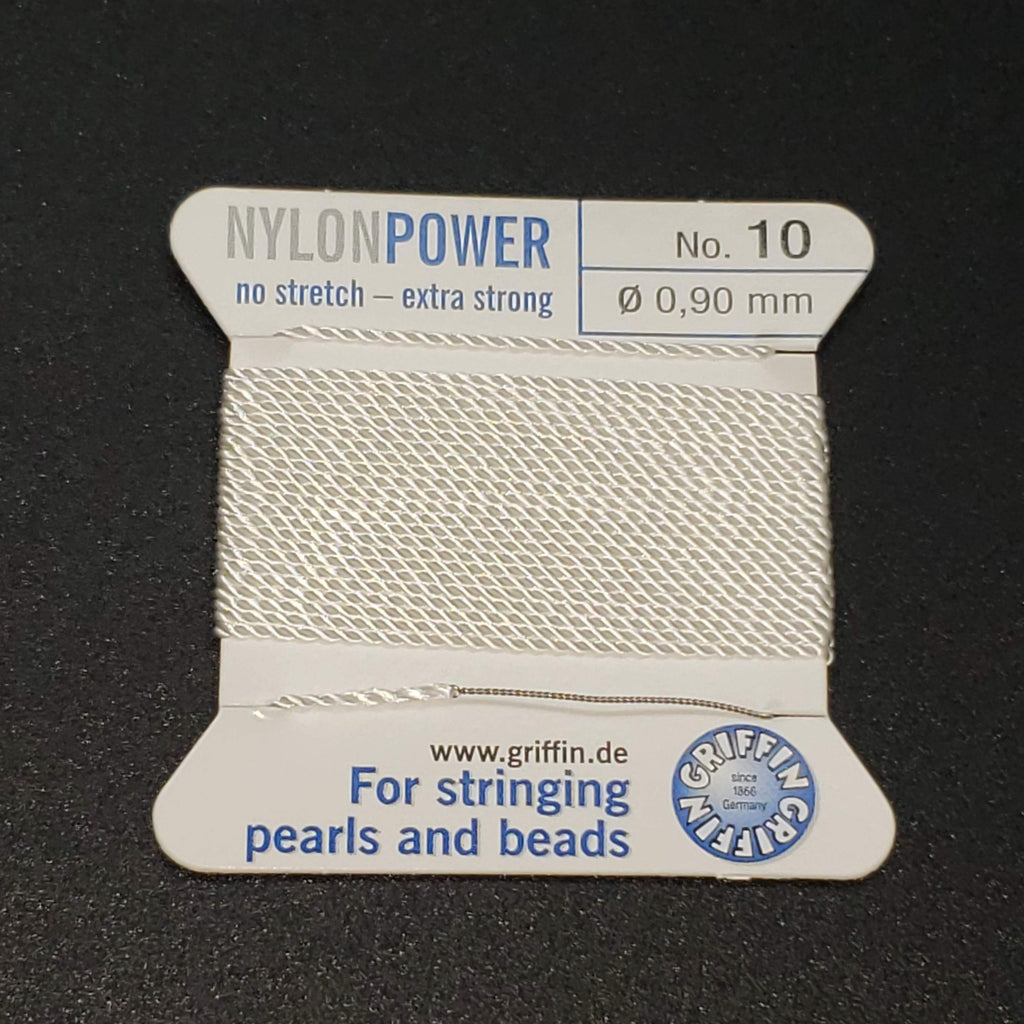 NYLONPOWER
no stretch – extra strong
No. 10
Ø 0,90 mm
www.griffin.de
For stringing
pearls and beads
GRIFFIN GRIFFIN
since
1866
Germany